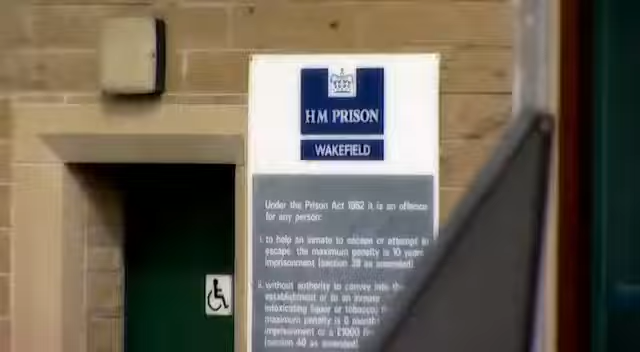 HM PRISON
WAKEFIELD
Under the Prison Act 1952 it is an offence
for any person:
i. to help an inmate to escape or attempt to
escape: the maximum penalty is 10 years
imprisonment (section 39 as amended)
ii. without authority to convey into
establishment or to an inmate
intoxicating liquor or tobacco
maximum penalty is 6 months
imprisonment or a £1000
(section 40 as amended)